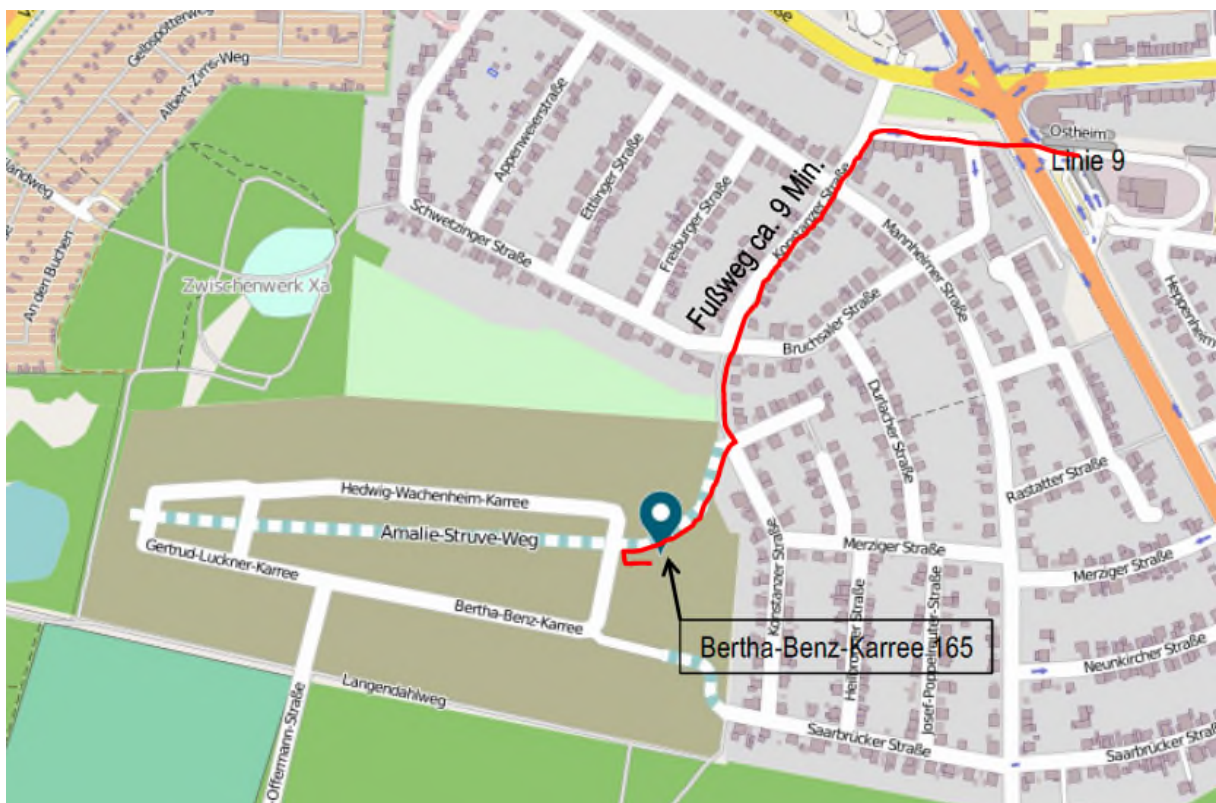 Gelbspötterweg
Albert-Zims-Weg
An den Buchen
Zwischenwerk Xa
Appenweierstraße
Ettlinger Straße
Freiburger Straße
Schwetzinger Straße
Fußweg ca. 9 Min.
Konstanzer Straße
Ostheim
Linie 9
Mannheimer Straße
Bruchsaler Straße
Durlacher Straße
Rastatter Straße
Hedwig-Wachenheim-Karree
Amalie-Struve-Weg
Gertrud-Luckner-Karree
Bertha-Benz-Karree
Bertha-Benz-Karree 165
Konstanzer Straße
Merziger Straße
Merziger Straße
Heilbronner Straße
Josef-Poppelreuter-Straße
Neunkircher Straße
Langendahlweg
-Offermann-Straße
Saarbrücker Straße
Saarbrücker Straße